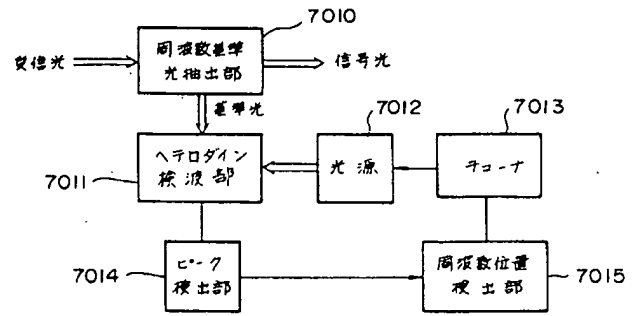 7010
受信光
周波数基準
光抽出部
信号光
基準光
7012
7013
7011
ヘテロダイン
検波部
光源
チューナ
7014
ピーク
検出部
周波数位置
検出部
7015